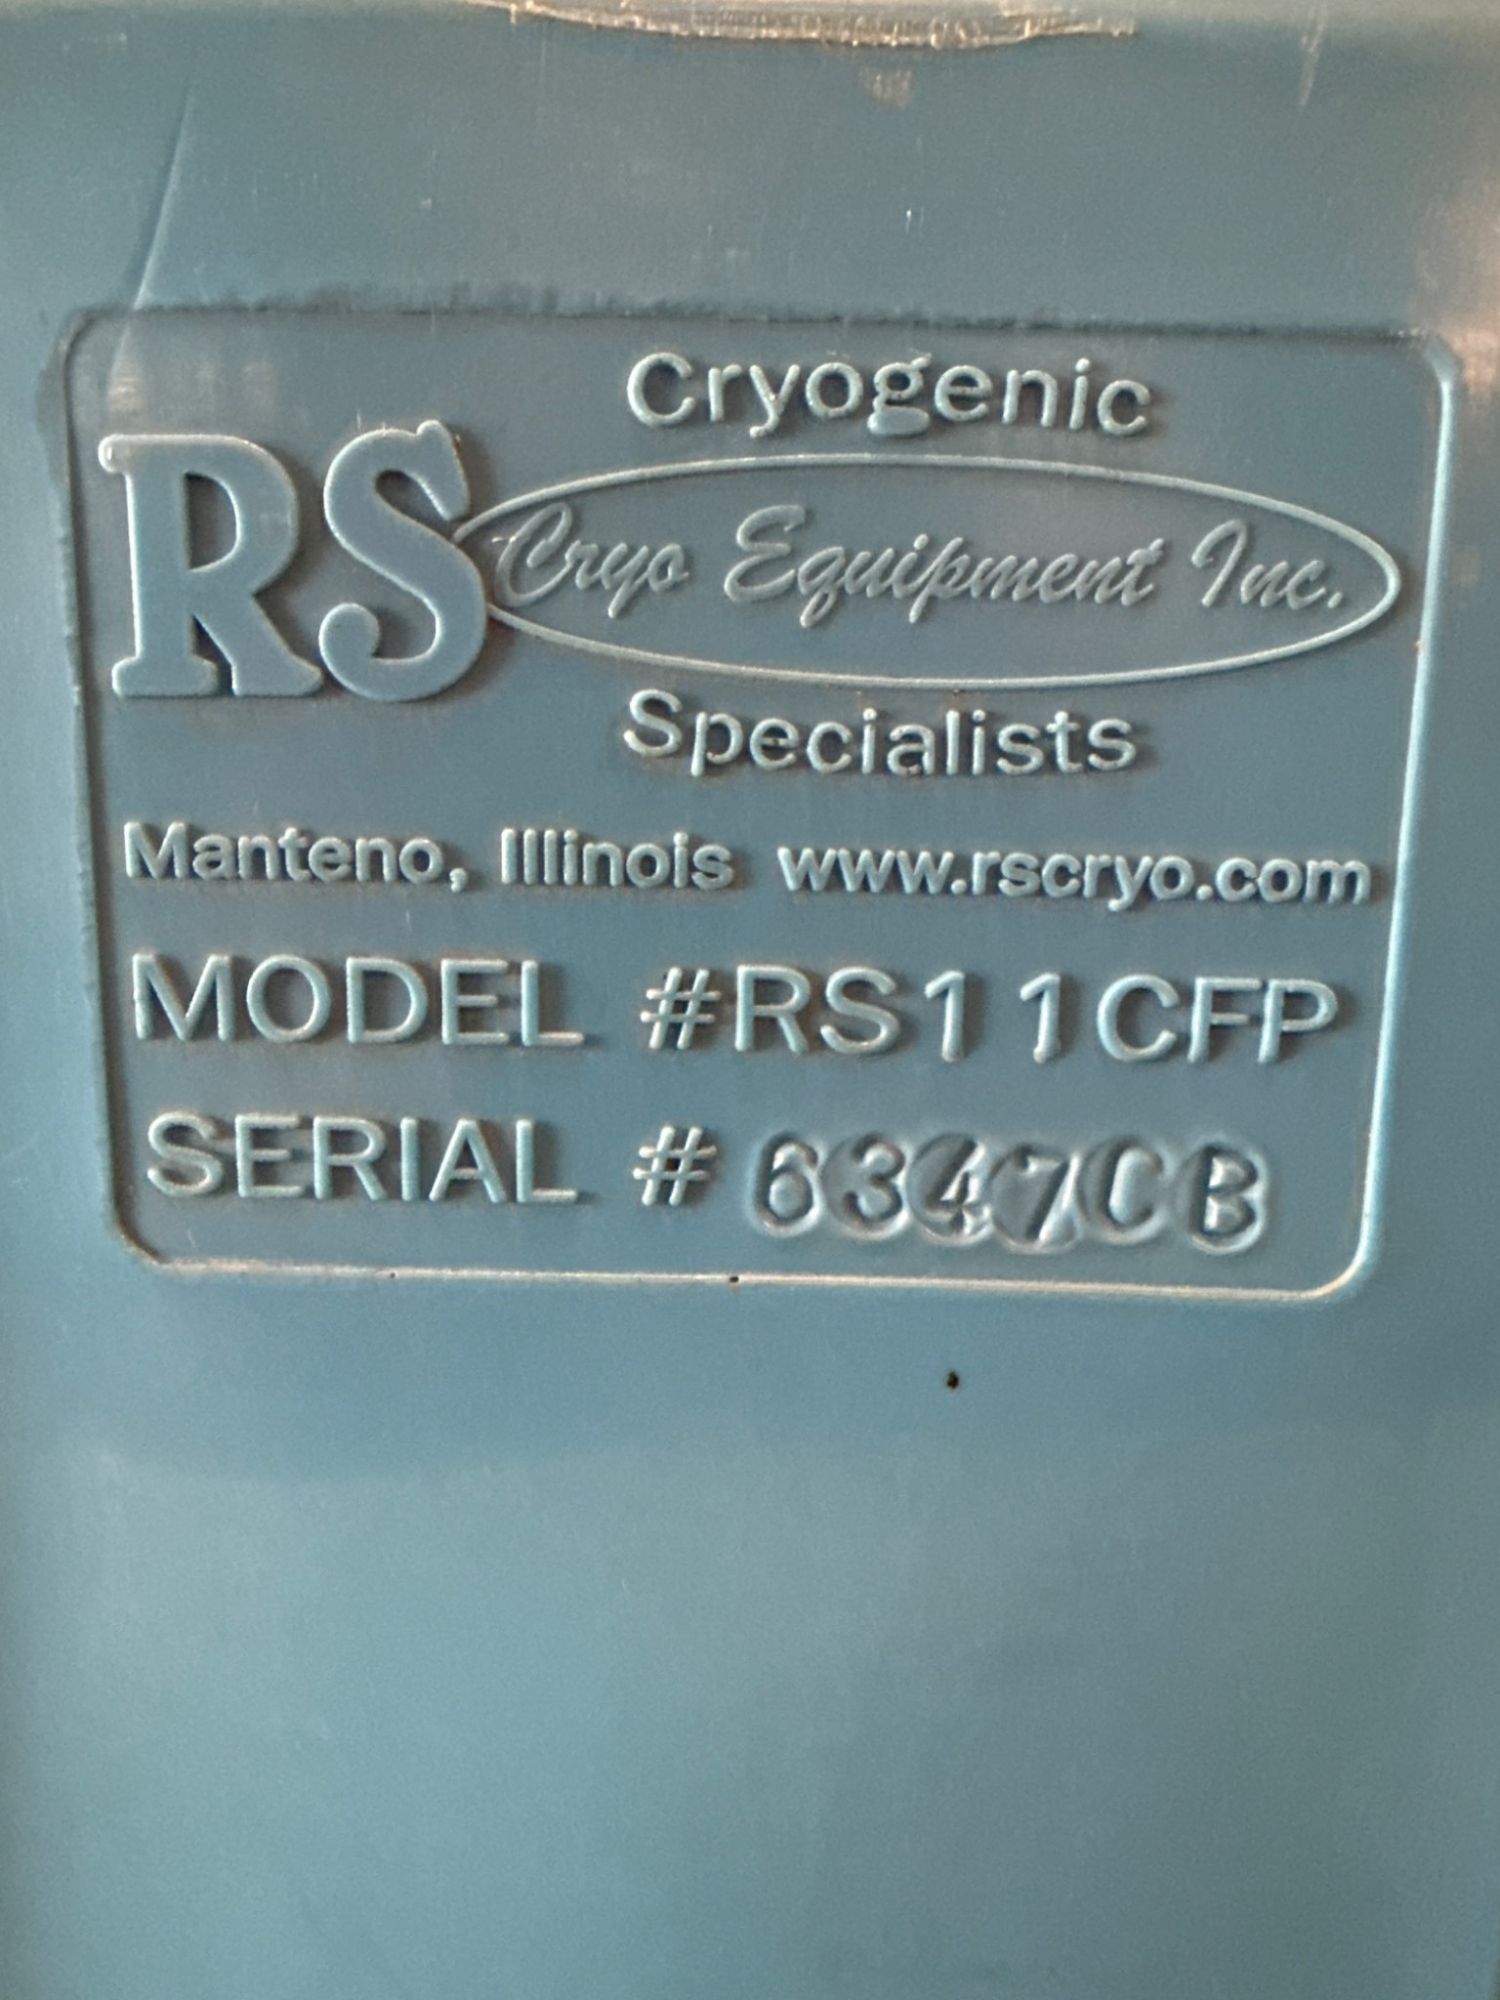 Cryogenic
RS Cryo Equipment Inc.
Specialists
Manteno, Illinois www.rscryo.com
MODEL #RS11CFP
SERIAL # 6347CB